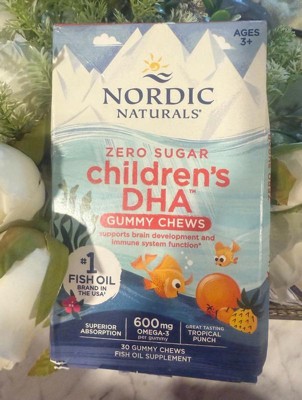 AGES
3+
NORDIC
NATURALS®
ZERO SUGAR
children's
DHA™
GUMMY CHEWS
supports brain development and
immune system function*
#1
FISH OIL
BRAND IN
THE USA†
SUPERIOR
ABSORPTION
600mg
OMEGA-3
per gummy
GREAT TASTING
TROPICAL
PUNCH
30 GUMMY CHEWS
FISH OIL SUPPLEMENT